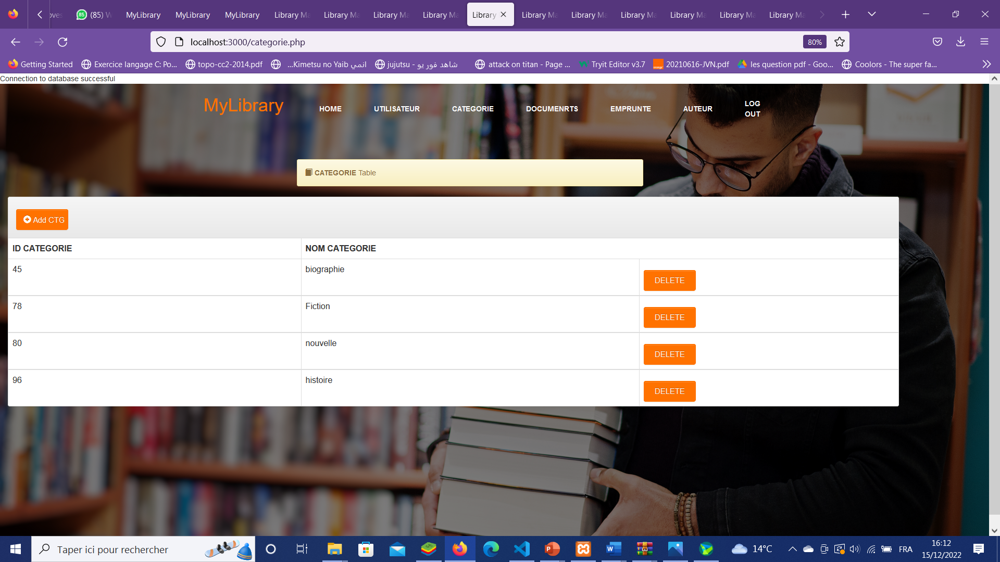 (85) W
MyLibrary
MyLibrary
MyLibrary
Library Ma
Library Ma
Library Ma
Library Ma
Library
Library Ma
Library Ma
Library Ma
Library Ma
Library Ma
Library Ma
localhost:3000/categorie.php
80%
Getting Started
Exercice langage C: Po...
topo-cc2-2014.pdf
انمي Kimetsu no Yaib...
شاهد فور يو - jujutsu
attack on titan - Page ...
Tryit Editor v3.7
20210616-JVN.pdf
les question pdf - Goo...
Coolors - The super fa...
Connection to database successful
MyLibrary
HOME
UTILISATEUR
CATEGORIE
DOCUMENRTS
EMPRUNTE
AUTEUR
LOG
OUT
CATEGORIE Table
Add CTG
ID CATEGORIE
NOM CATEGORIE
45
biographie
DELETE
78
Fiction
DELETE
80
nouvelle
DELETE
96
histoire
DELETE
Taper ici pour rechercher
14°C
FRA
16:12
15/12/2022